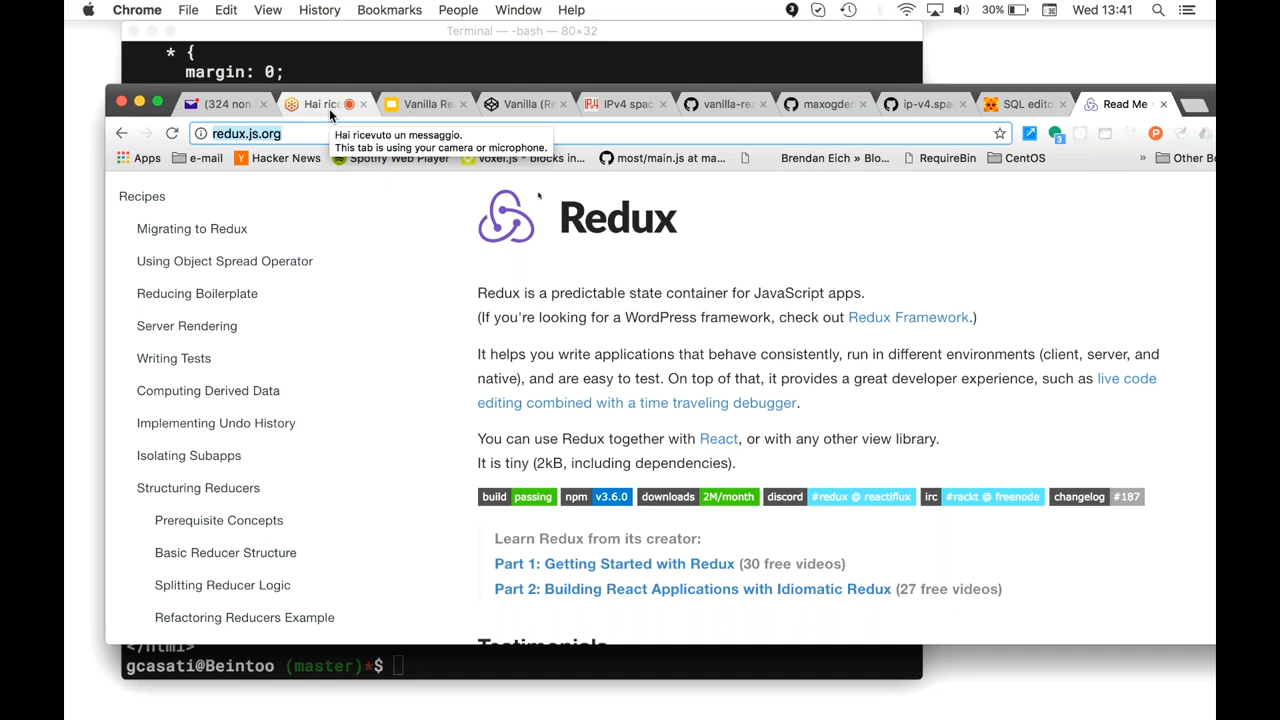 Chrome File Edit View History Bookmarks People Window Help 3 30% Wed 13:41
Terminal — -bash — 80×32
* {
margin: 0;
(324 non Hai rice Vanilla Re Vanilla (Re IPv4 spac vanilla-rea maxogden ip-v4.spac SQL edito Read Me ·
redux.js.org
Hai ricevuto un messaggio.
This tab is using your camera or microphone.
3
Apps e-mail Hacker News Spotify Web Player voxel.js - blocks in... most/main.js at ma... Brendan Eich » Blo... RequireBin CentOS » Other Bo
Recipes
Migrating to Redux
Using Object Spread Operator
Reducing Boilerplate
Server Rendering
Writing Tests
Computing Derived Data
Implementing Undo History
Isolating Subapps
Structuring Reducers
Prerequisite Concepts
Basic Reducer Structure
Splitting Reducer Logic
Refactoring Reducers Example
Redux
Redux is a predictable state container for JavaScript apps.
(If you're looking for a WordPress framework, check out Redux Framework.)
It helps you write applications that behave consistently, run in different environments (client, server, and
native), and are easy to test. On top of that, it provides a great developer experience, such as live code
editing combined with a time traveling debugger.
You can use Redux together with React, or with any other view library.
It is tiny (2kB, including dependencies).
build passing npm v3.6.0 downloads 2M/month discord #redux @ reactiflux irc #rackt @ freenode changelog #187
Learn Redux from its creator:
Part 1: Getting Started with Redux (30 free videos)
Part 2: Building React Applications with Idiomatic Redux (27 free videos)
Testimonials
</html>
gcasati@Beintoo (master)*$